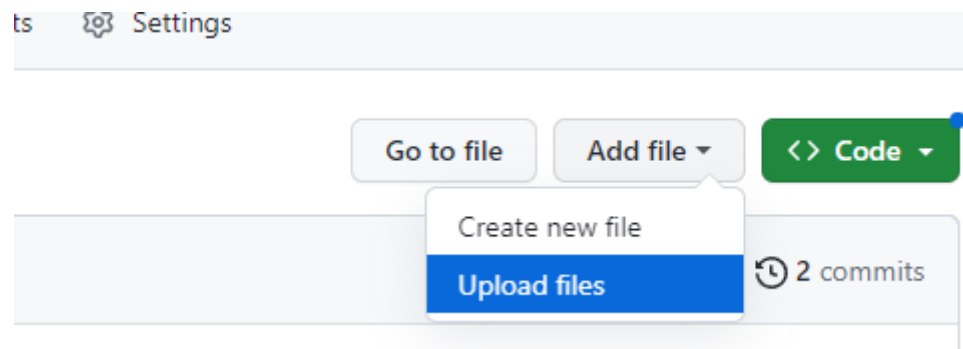 ts Settings
Go to file Add file <> Code
Create new file
Upload files
2 commits